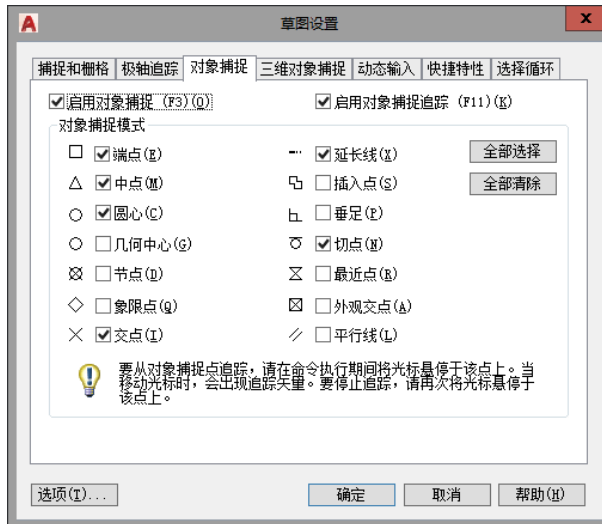 草图设置
捕捉和栅格 极轴追踪 对象捕捉 三维对象捕捉 动态输入 快捷特性 选择循环
启用对象捕捉 (F3)(O) 启用对象捕捉追踪 (F11)(K)
对象捕捉模式
端点(E) 延长线(X) 全部选择
中点(M) 插入点(S) 全部清除
圆心(C) 垂足(P)
几何中心(G) 切点(N)
节点(D) 最近点(R)
象限点(Q) 外观交点(A)
交点(I) 平行线(L)
要从对象捕捉点追踪，请在命令执行期间将光标悬停于该点上。当
移动光标时，会出现追踪矢量。要停止追踪，请再次将光标悬停于
该点上。
选项(T)... 确定 取消 帮助(H)